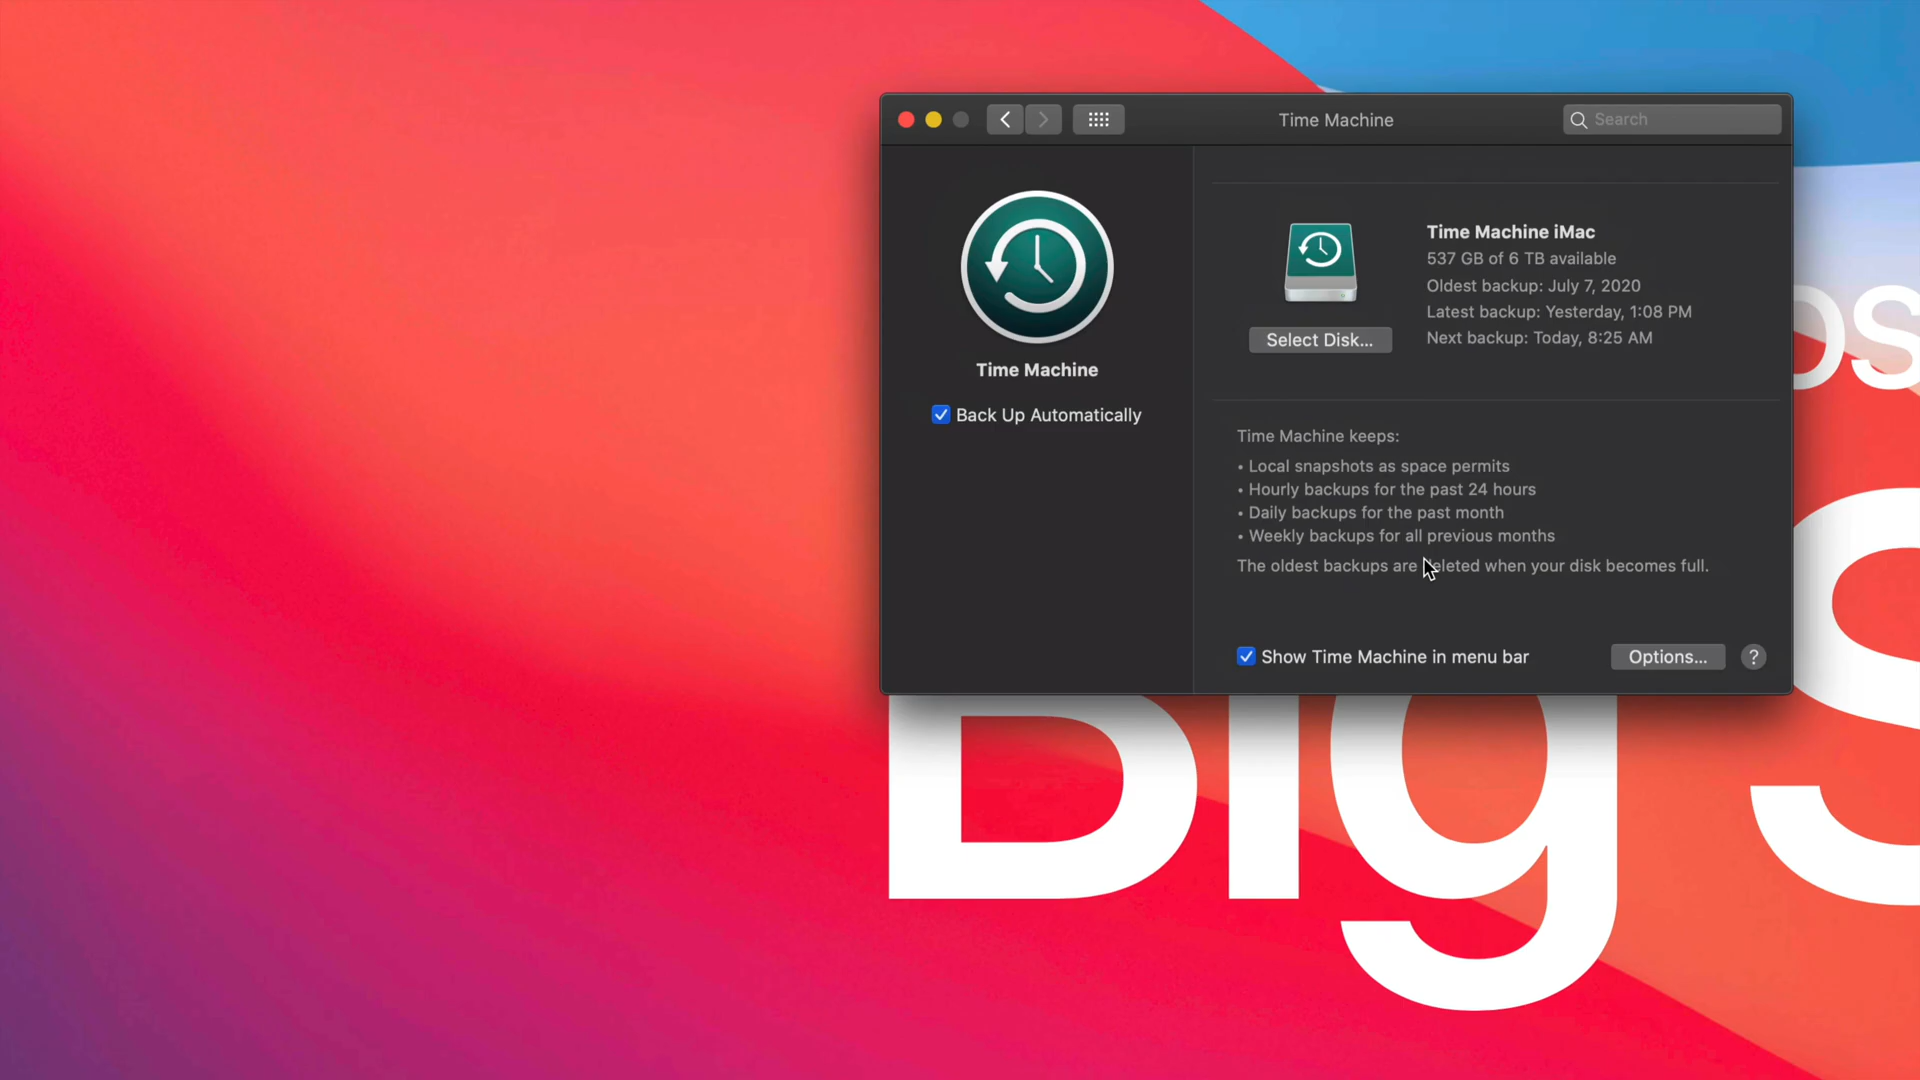 Time Machine
Search
Time Machine
Back Up Automatically
Time Machine iMac
537 GB of 6 TB available
Oldest backup: July 7, 2020
Latest backup: Yesterday, 1:08 PM
Next backup: Today, 8:25 AM
Select Disk...
Time Machine keeps:
• Local snapshots as space permits
• Hourly backups for the past 24 hours
• Daily backups for the past month
• Weekly backups for all previous months
The oldest backups are deleted when your disk becomes full.
Show Time Machine in menu bar
Options...
?
OS
Big S